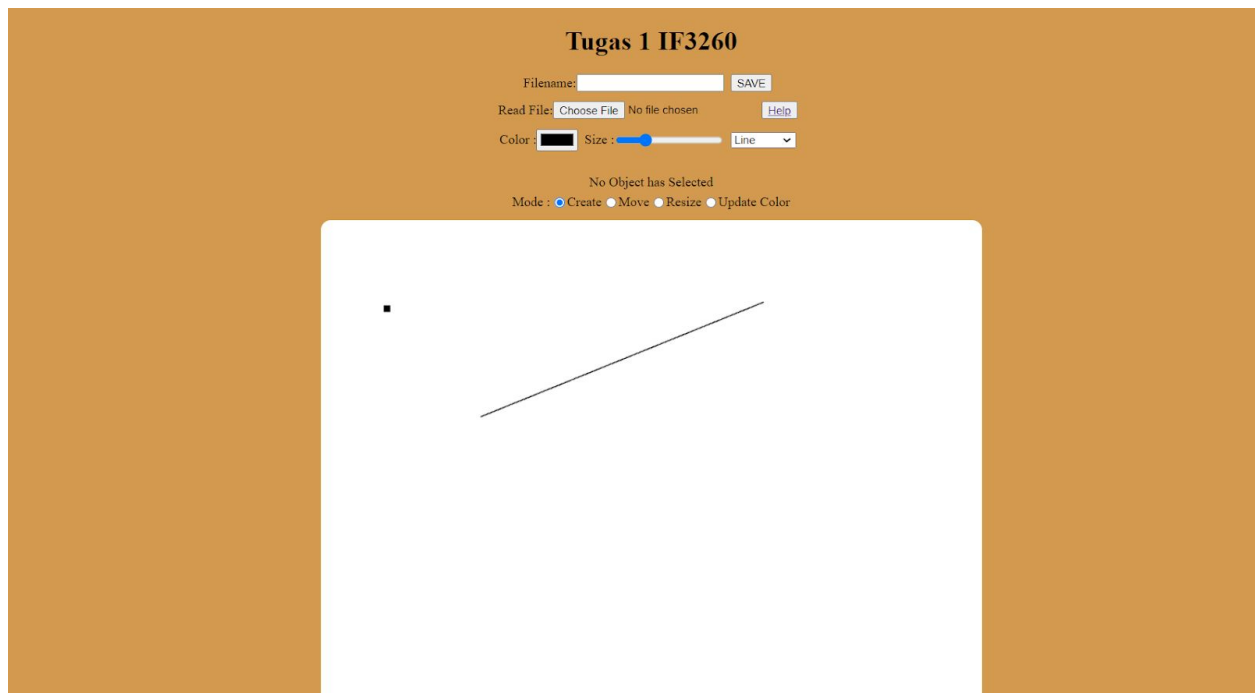 Tugas 1 IF3260
Filename: SAVE
Read File: Choose File No file chosen Help
Color : Size : Line
No Object has Selected
Mode : Create Move Resize Update Color